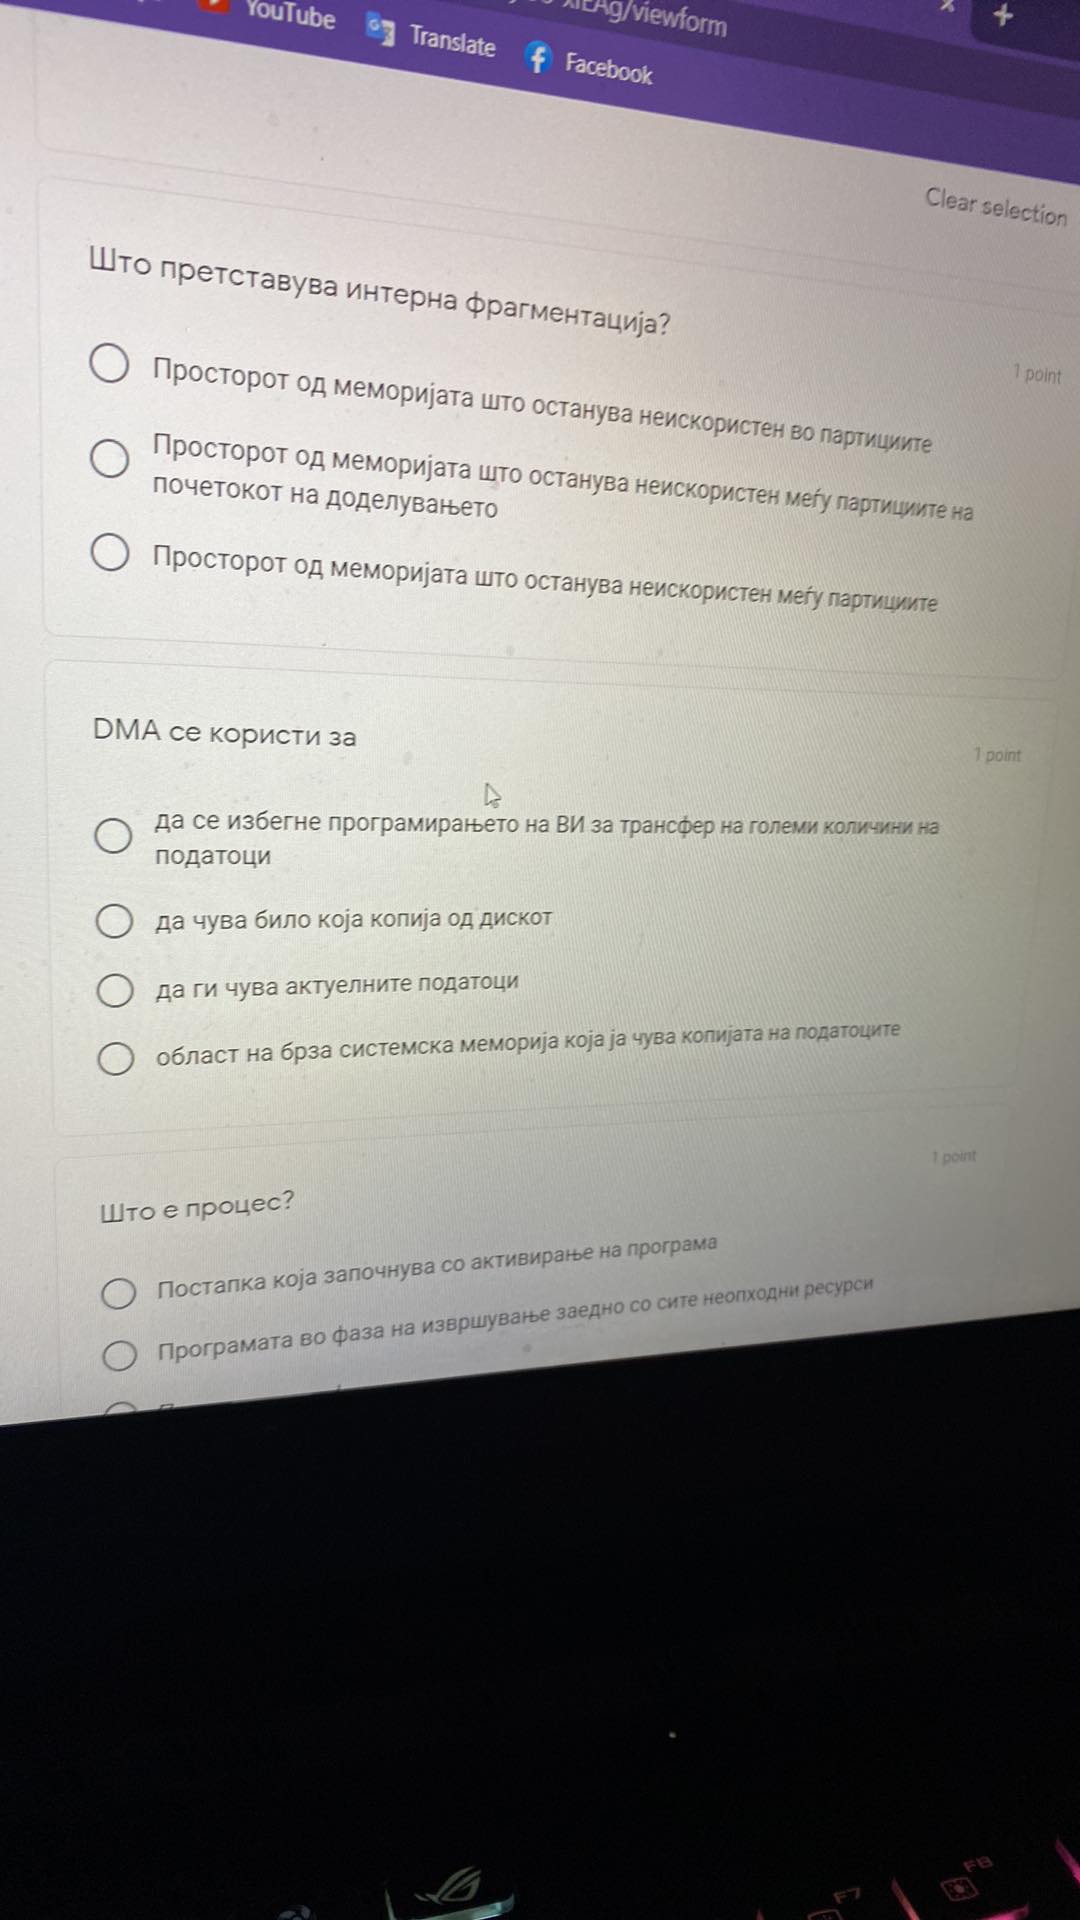 YouTube
Translate
Facebook
Clear selection
Што претставува интерна фрагментација?
1 point
Просторот од меморијата што останува неискористен во партициите
Просторот од меморијата што останува неискористен меѓу партициите на
почетокот на доделувањето
Просторот од меморијата што останува неискористен меѓу партициите
DMA се користи за
1 point
да се избегне програмирањето на ВИ за трансфер на големи количини на
податоци
да чува било која копија од дискот
да ги чува актуелните податоци
област на брза системска меморија која ја чува копијата на податоците
1 point
Што е процес?
Постапка која започнува со активирање на програма
Програмата во фаза на извршување заедно со сите неопходни ресурси
F7
F8